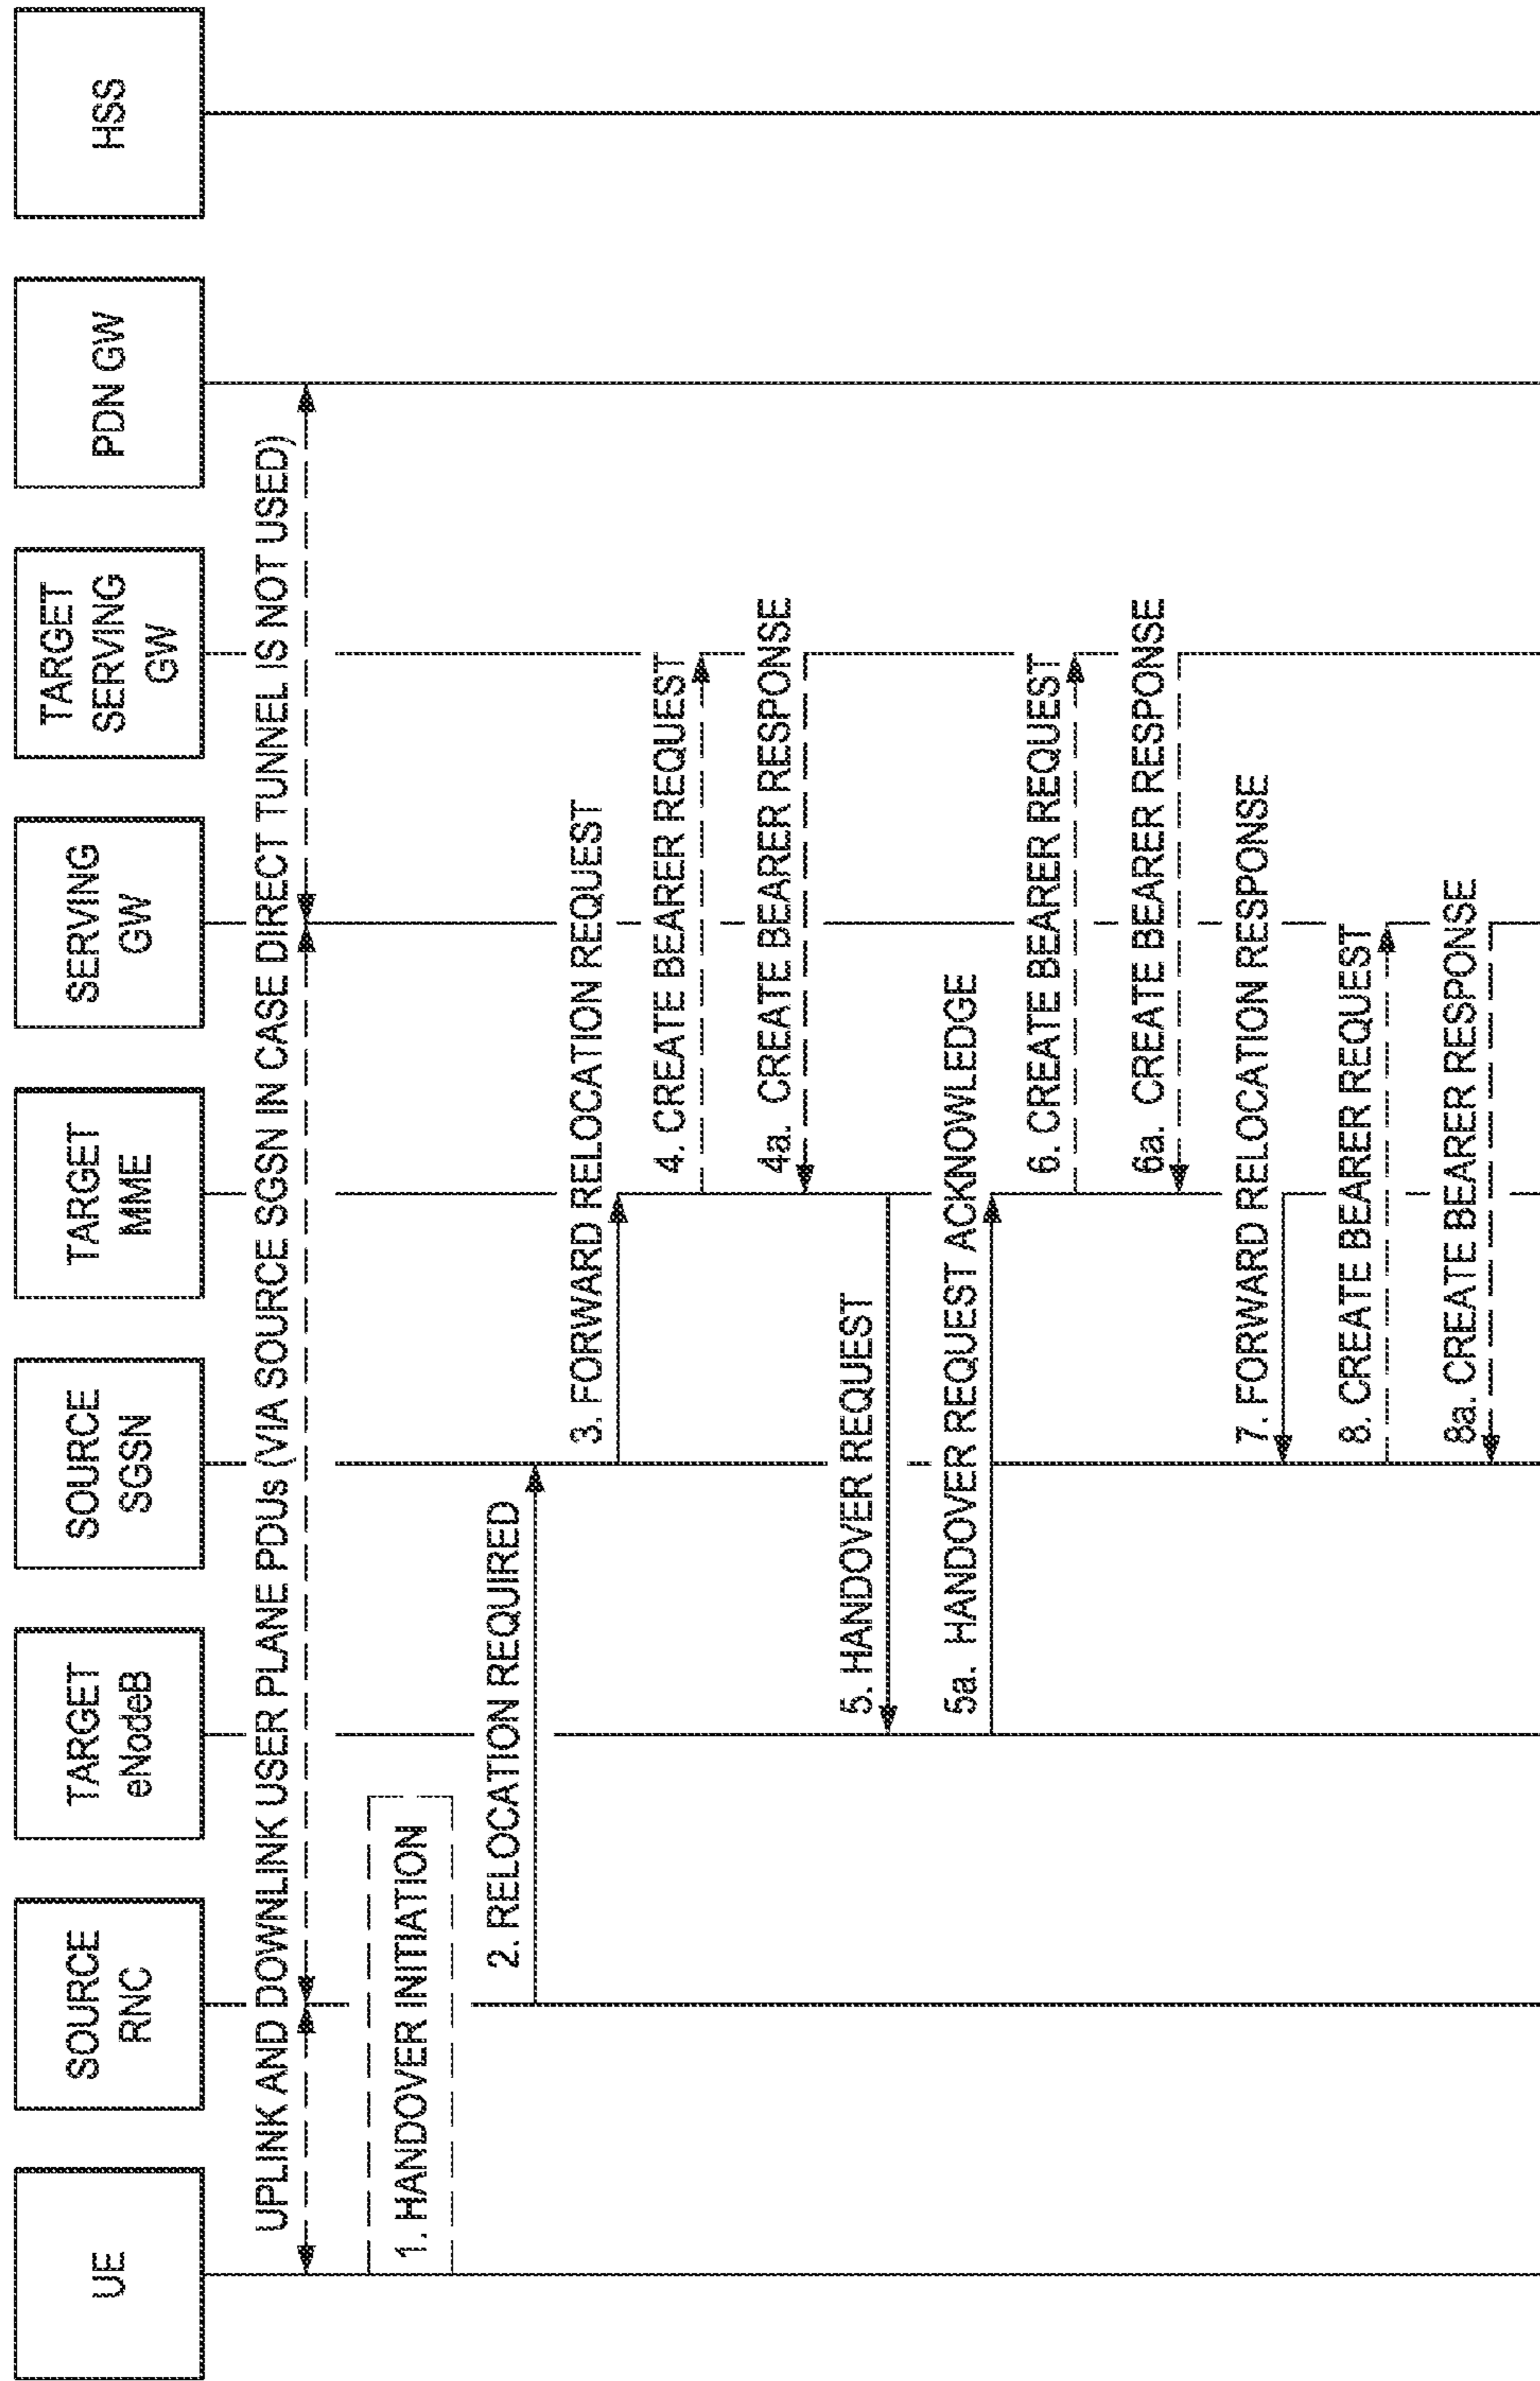 UE
SOURCE
RNC
TARGET
eNodeB
SOURCE
SGSN
TARGET
MME
SERVING
GW
TARGET
SERVING
GW
PDN GW
HSS
UPLINK AND DOWNLINK USER PLANE PDUs (VIA SOURCE SGSN IN CASE DIRECT TUNNEL IS NOT USED)
1. HANDOVER INITIATION
2. RELOCATION REQUIRED
3. FORWARD RELOCATION REQUEST
4. CREATE BEARER REQUEST
4a. CREATE BEARER RESPONSE
5. HANDOVER REQUEST
5a. HANDOVER REQUEST ACKNOWLEDGE
6. CREATE BEARER REQUEST
6a. CREATE BEARER RESPONSE
7. FORWARD RELOCATION RESPONSE
8. CREATE BEARER REQUEST
8a. CREATE BEARER RESPONSE